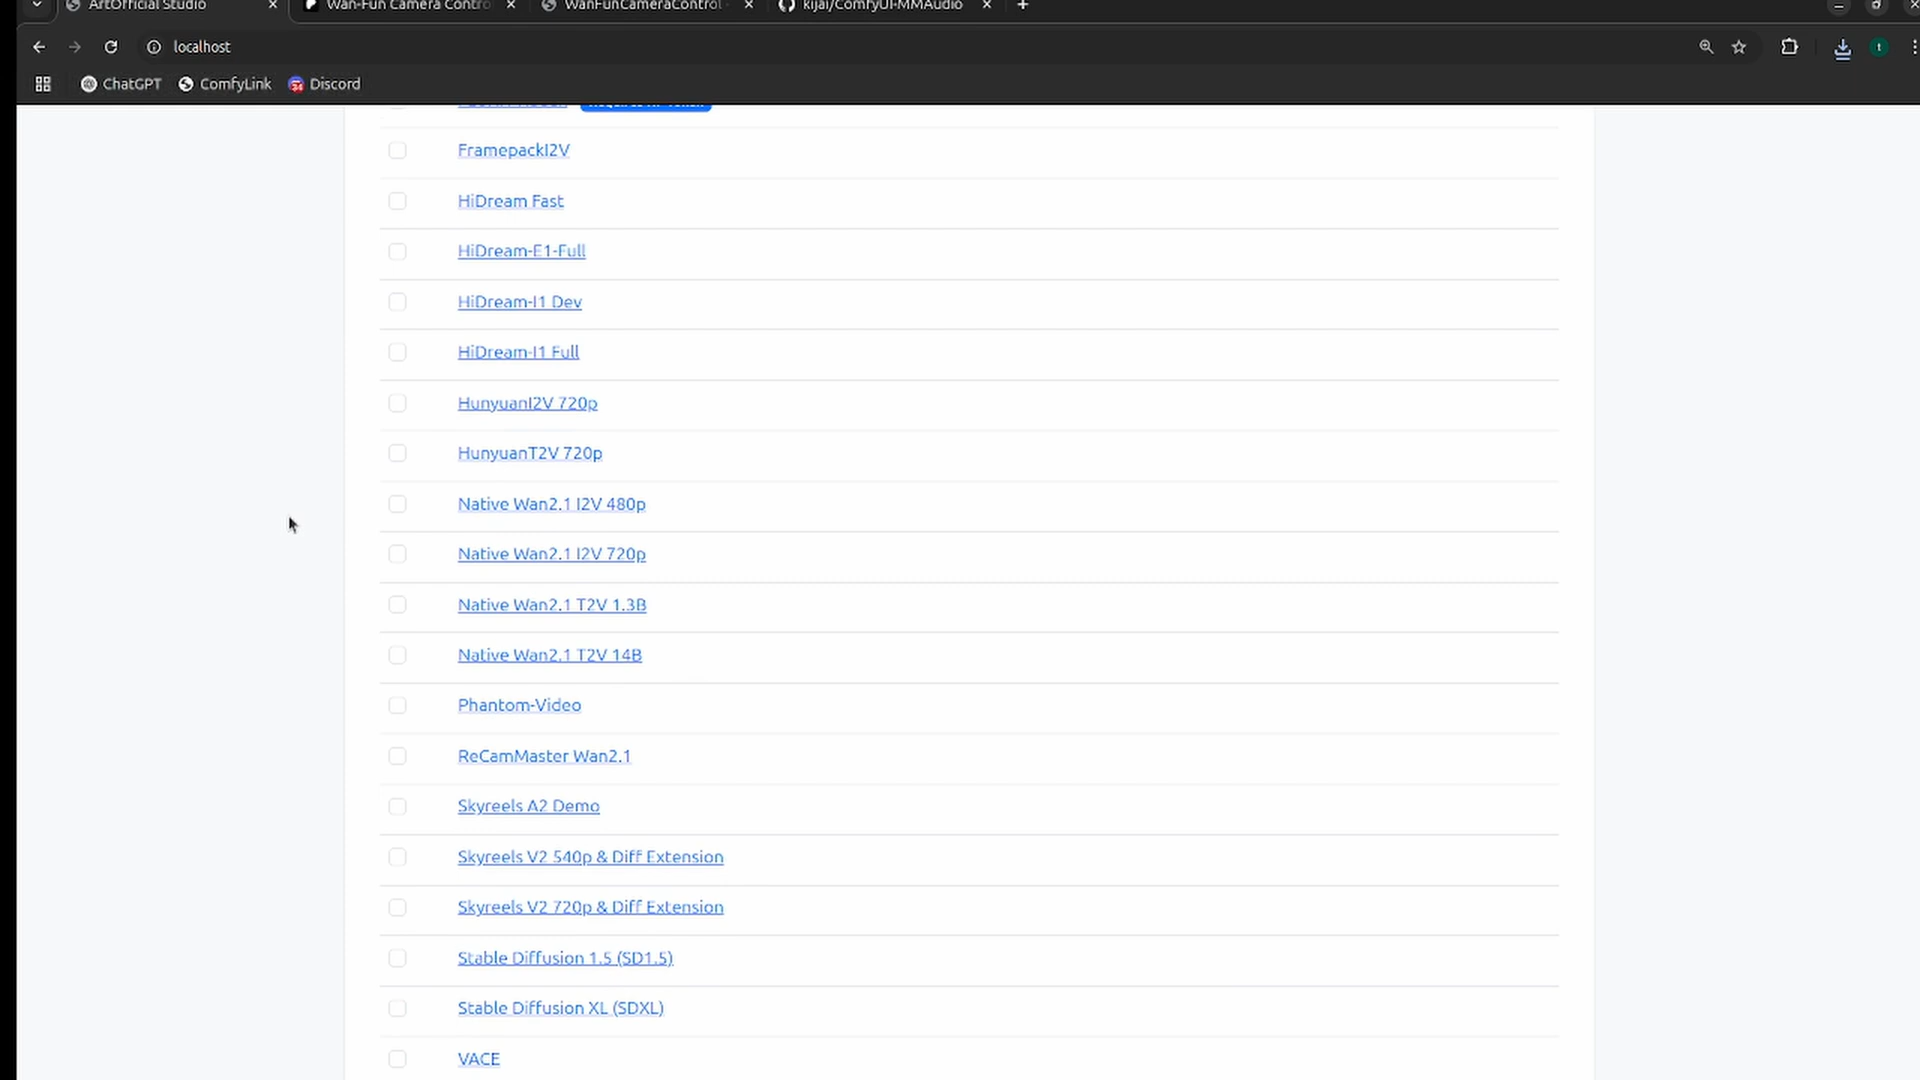 ArtOfficial Studio
Wan-Fun Camera Contro
WanFunCameraControl
kijai/ComfyUI-MMAudio
localhost
t
ChatGPT
ComfyLink
Discord
FramepackI2V
HiDream Fast
HiDream-E1-Full
HiDream-I1 Dev
HiDream-I1 Full
HunyuanI2V 720p
HunyuanT2V 720p
Native Wan2.1 I2V 480p
Native Wan2.1 I2V 720p
Native Wan2.1 T2V 1.3B
Native Wan2.1 T2V 14B
Phantom-Video
ReCamMaster Wan2.1
Skyreels A2 Demo
Skyreels V2 540p & Diff Extension
Skyreels V2 720p & Diff Extension
Stable Diffusion 1.5 (SD1.5)
Stable Diffusion XL (SDXL)
VACE